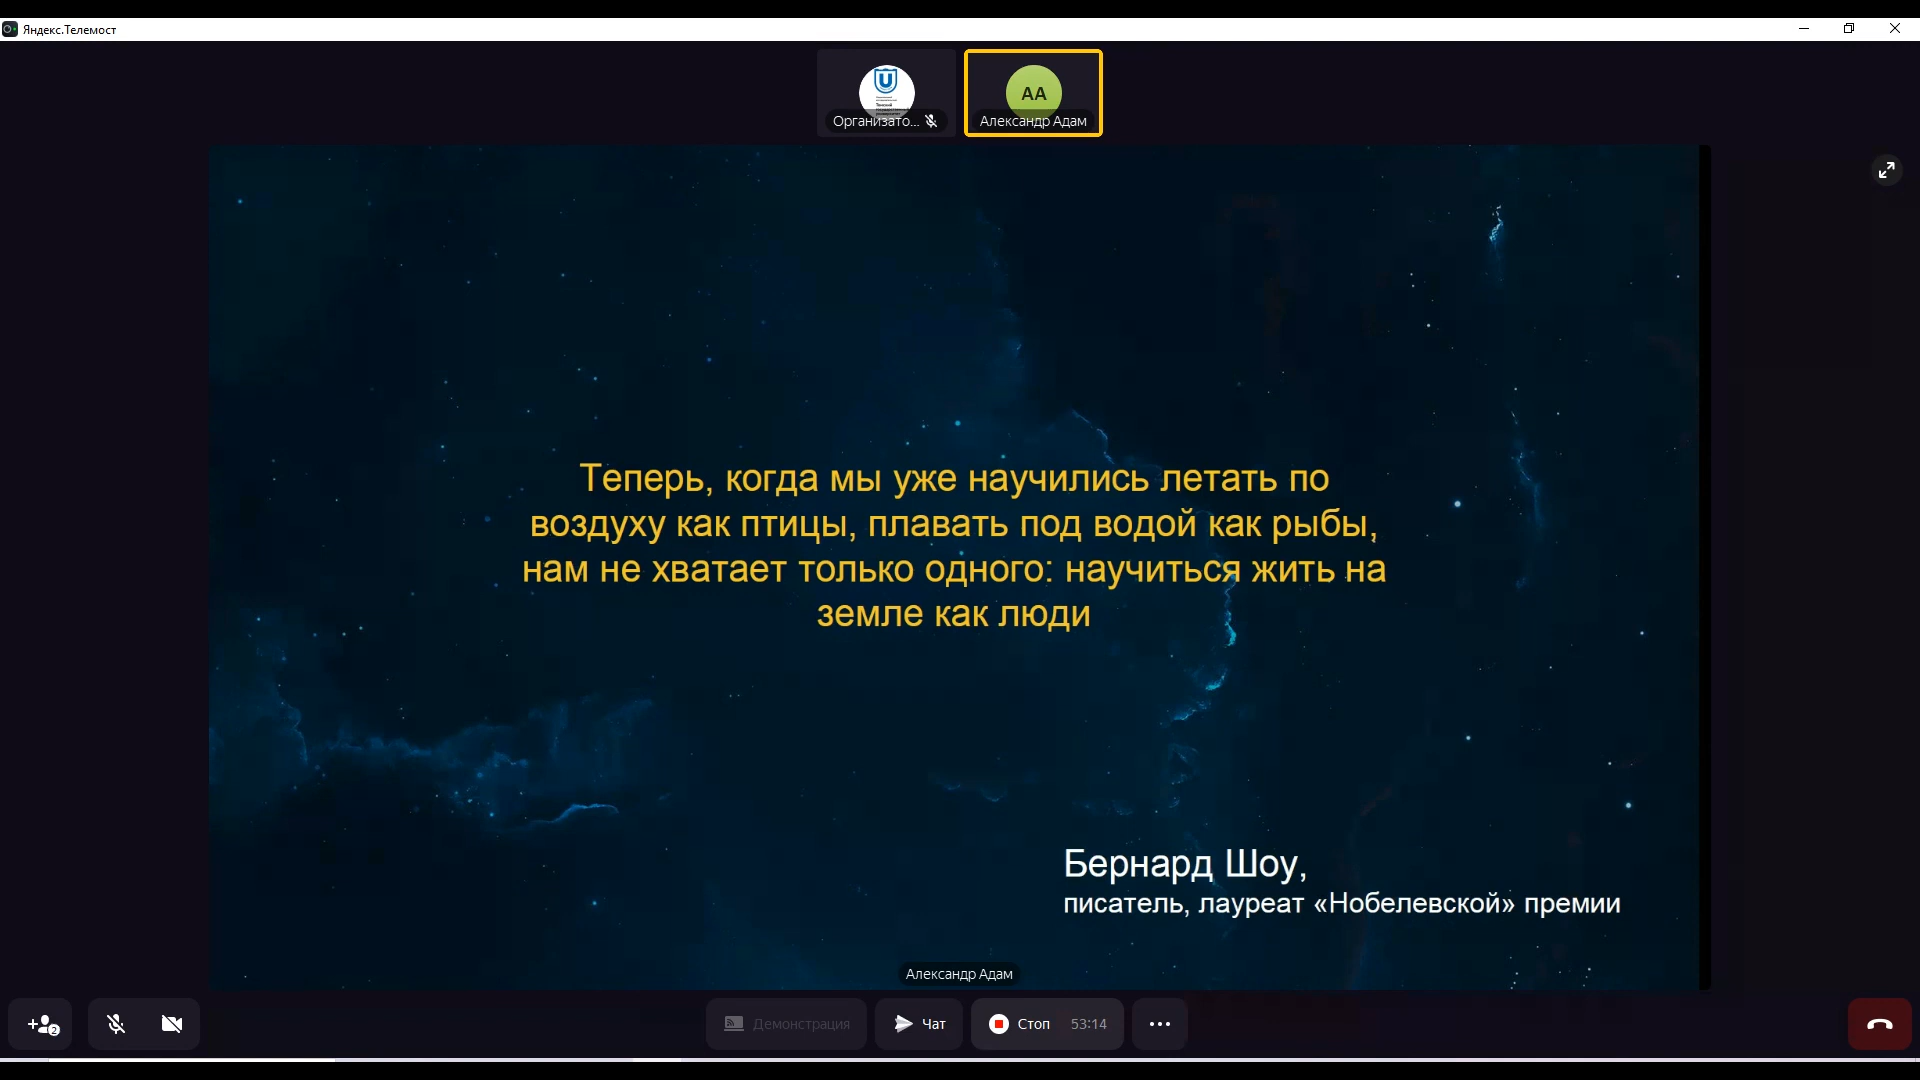 Яндекс.Телемост
Организато...
АА
Александр Адам
Теперь, когда мы уже научились летать по
воздуху как птицы, плавать под водой как рыбы,
нам не хватает только одного: научиться жить на
земле как люди
Бернард Шоу,
писатель, лауреат «Нобелевской» премии
Александр Адам
2
Демонстрация
Чат
Стоп 53:14